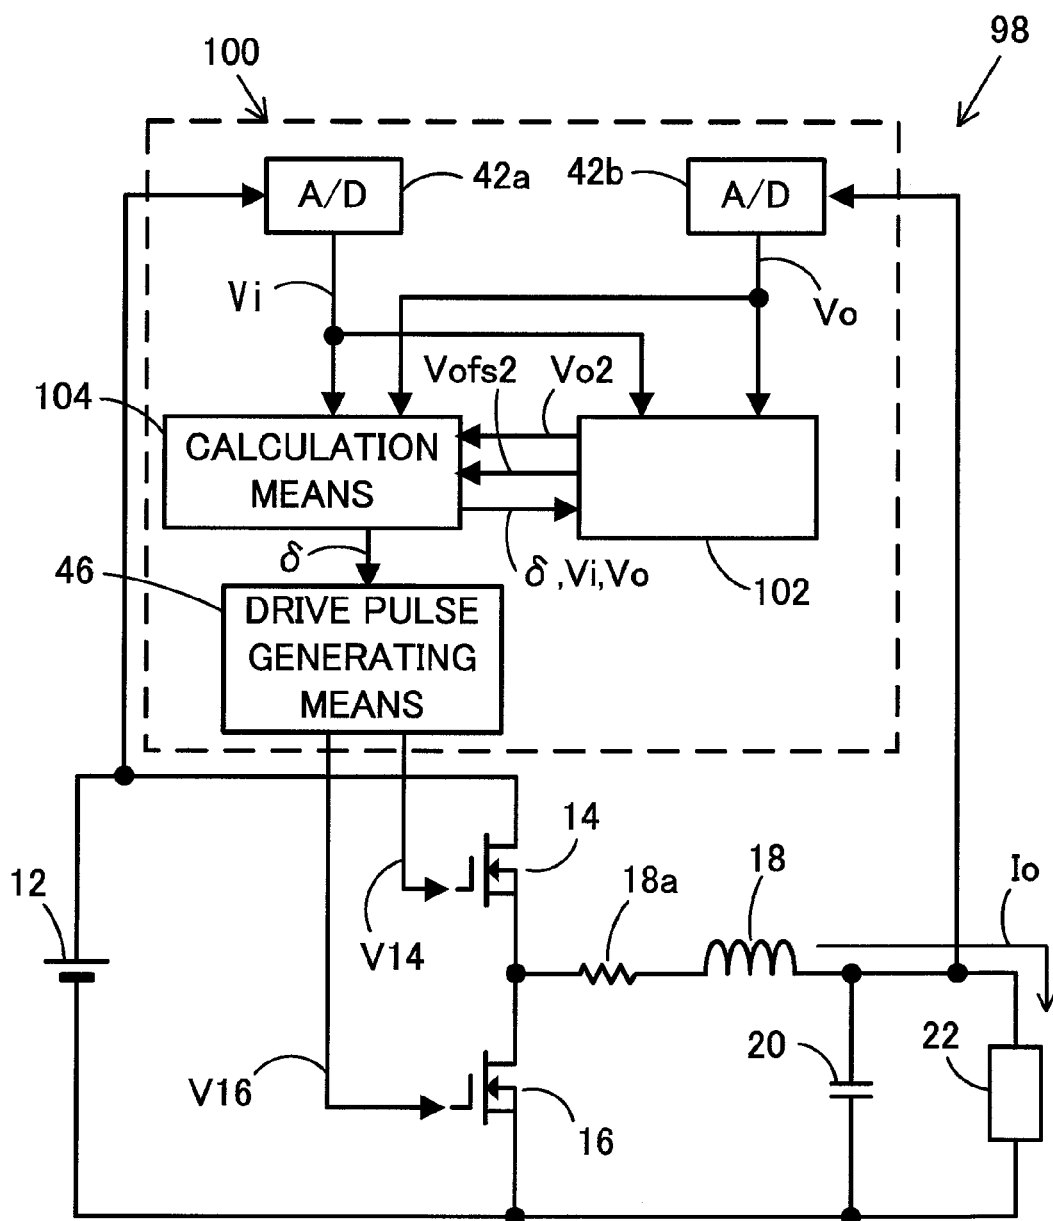 98
100
42a
42b
A/D
A/D
Vi
Vo
Vofs2
Vo2
104
CALCULATION
MEANS
δ
δ,Vi,Vo
102
46
DRIVE PULSE
GENERATING
MEANS
14
12
18a
18
Io
V14
20
22
V16
16